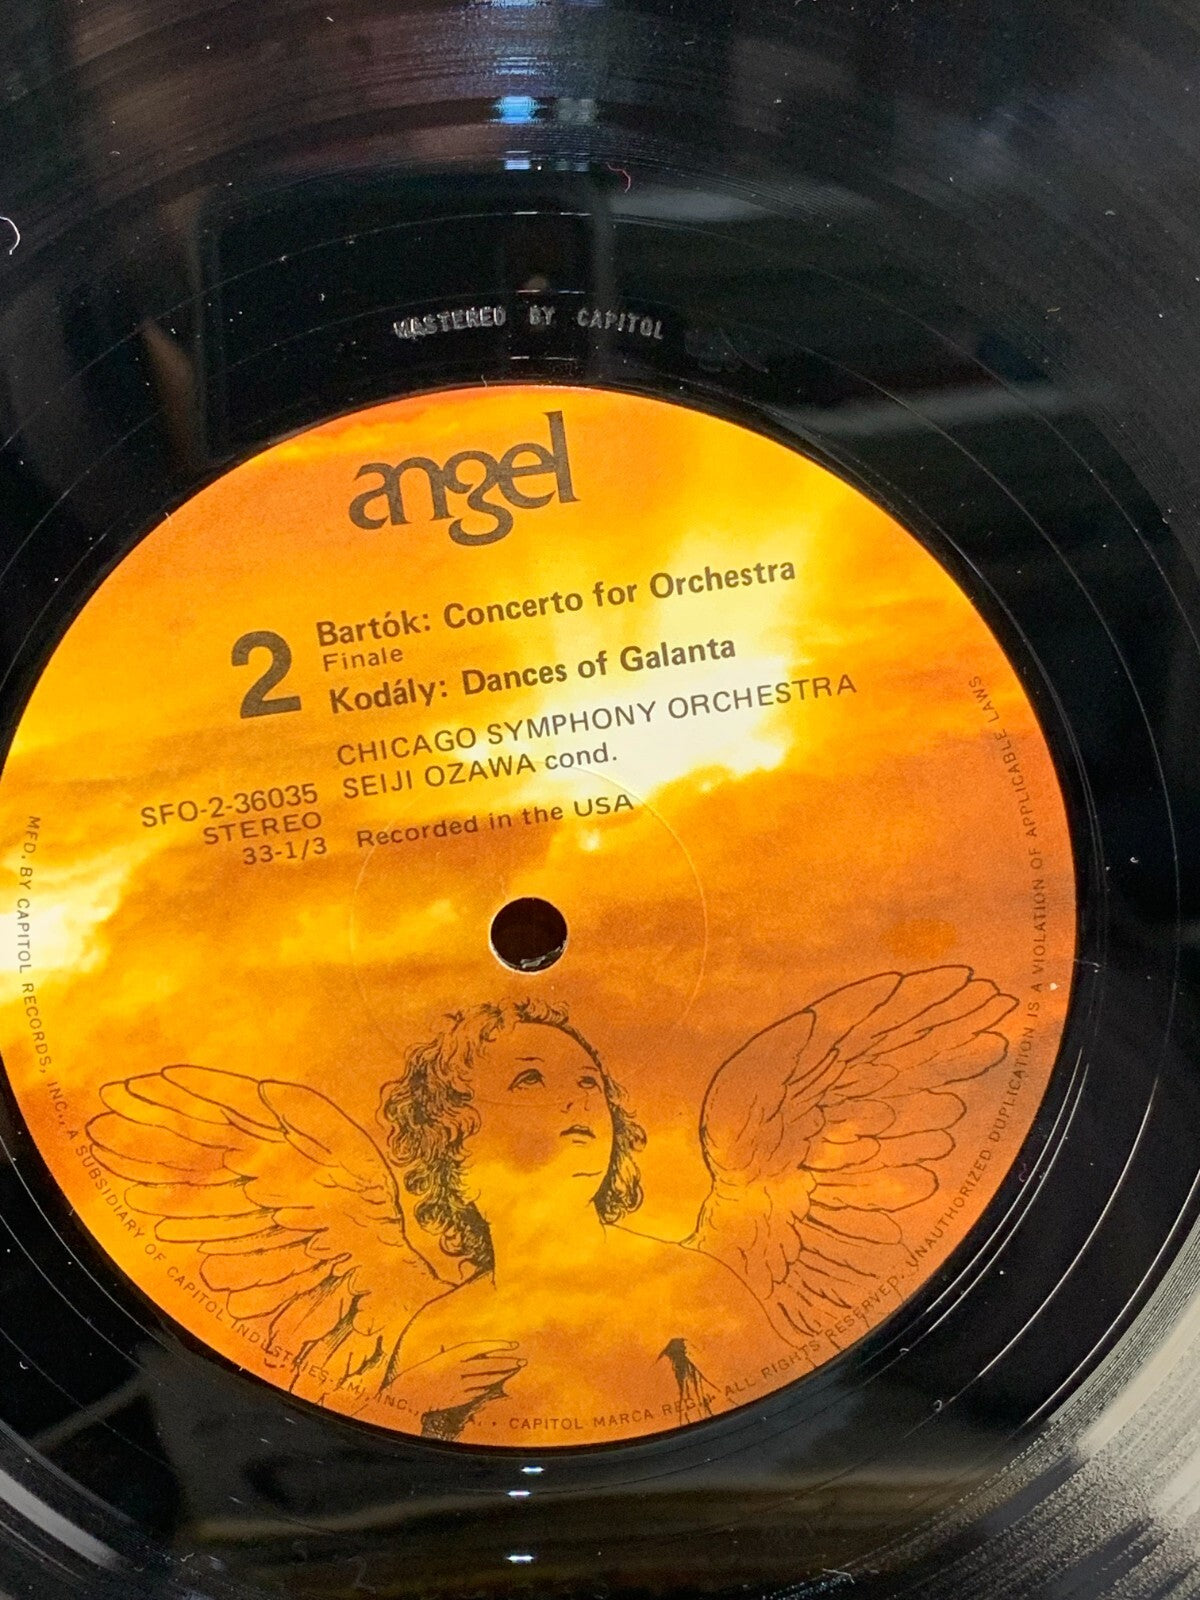 MASTERED BY CAPITOL
angel
2
Bartók: Concerto for Orchestra
Finale
Kodály: Dances of Galanta
CHICAGO SYMPHONY ORCHESTRA
SEIJI OZAWA cond.
SFO-2-36035
STEREO
33-1/3
Recorded in the USA
MFD. BY CAPITOL RECORDS, INC., A SUBSIDIARY OF CAPITOL INDUSTRIES-EMI, INC., U.S.A. • CAPITOL MARCA REG. • ALL RIGHTS RESERVED. UNAUTHORIZED DUPLICATION IS A VIOLATION OF APPLICABLE LAWS